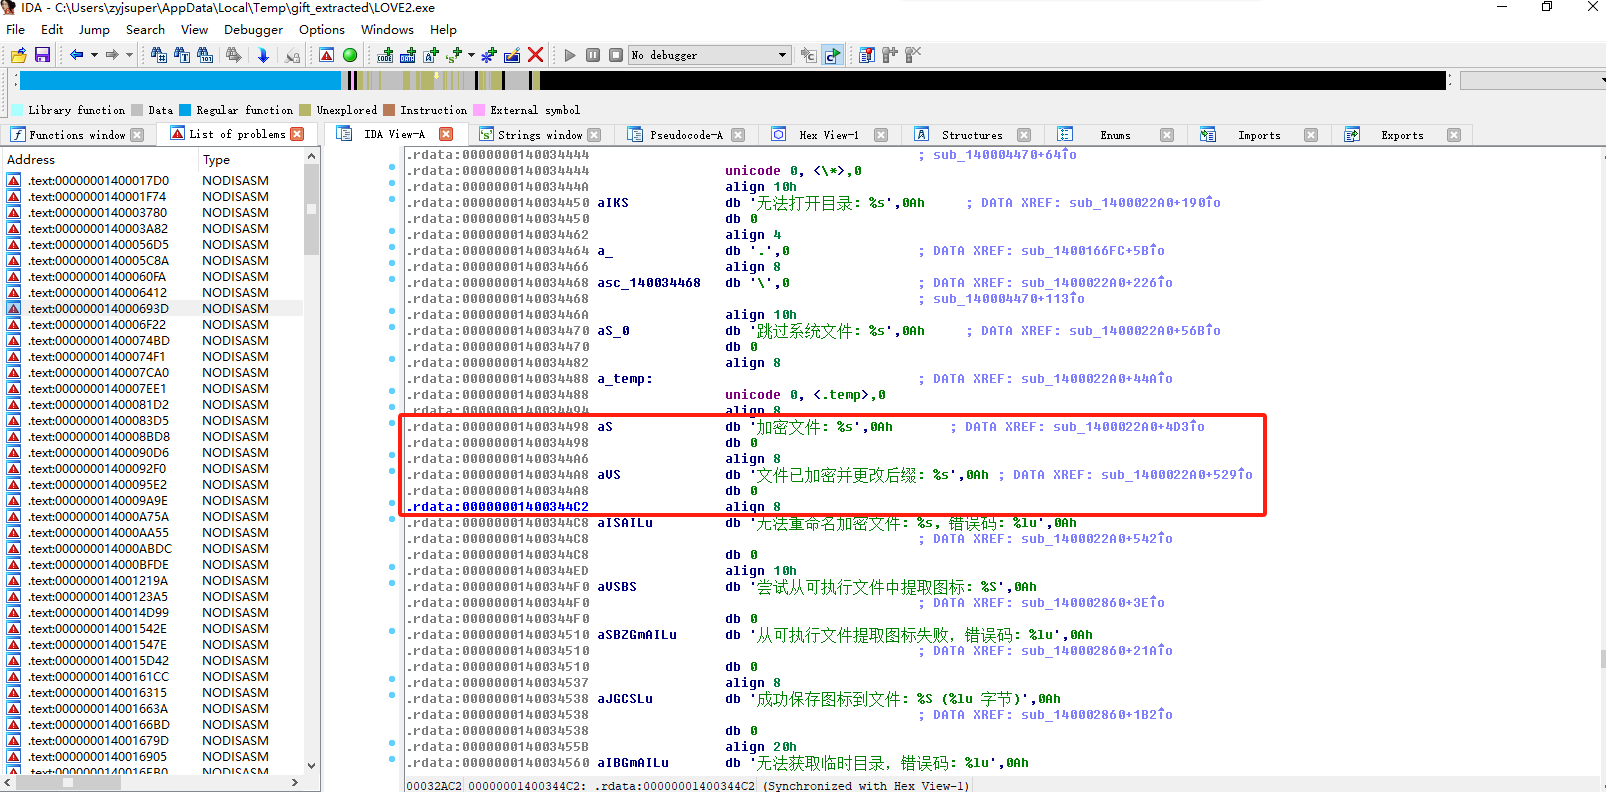 IDA - C:\Users\zyjsuper\AppData\Local\Temp\gift_extracted\LOVE2.exe
File Edit Jump Search View Debugger Options Windows Help
No debugger
Library function Data Regular function Unexplored Instruction External symbol
Functions window List of problems IDA View-A Strings window Pseudocode-A Hex View-1 Structures Enums Imports Exports
Address Type
.text:00000001400017D0 NODISASM
.text:0000000140001F74 NODISASM
.text:0000000140003780 NODISASM
.text:0000000140003A82 NODISASM
.text:00000001400056D5 NODISASM
.text:0000000140005C8A NODISASM
.text:00000001400060FA NODISASM
.text:0000000140006412 NODISASM
.text:000000014000693D NODISASM
.text:0000000140006F22 NODISASM
.text:00000001400074BD NODISASM
.text:00000001400074F1 NODISASM
.text:0000000140007CA0 NODISASM
.text:0000000140007EE1 NODISASM
.text:00000001400081D2 NODISASM
.text:00000001400083D5 NODISASM
.text:0000000140008BD8 NODISASM
.text:00000001400090D6 NODISASM
.text:00000001400092F0 NODISASM
.text:00000001400095E2 NODISASM
.text:0000000140009A9E NODISASM
.text:000000014000A75A NODISASM
.text:000000014000AA55 NODISASM
.text:000000014000ABDC NODISASM
.text:000000014000BFDE NODISASM
.text:000000014001219A NODISASM
.text:00000001400123A5 NODISASM
.text:0000000140014D99 NODISASM
.text:000000014001542E NODISASM
.text:000000014001547E NODISASM
.text:0000000140015D42 NODISASM
.text:00000001400161CC NODISASM
.text:0000000140016315 NODISASM
.text:000000014001663A NODISASM
.text:00000001400166BD NODISASM
.text:000000014001679D NODISASM
.text:0000000140016905 NODISASM
.text:0000000140016FB0 NODISASM
.rdata:0000000140034444 ; sub_140004470+64↑o
.rdata:0000000140034444 unicode 0, <\*>,0
.rdata:000000014003444A align 10h
.rdata:0000000140034450 aIKS db '无法打开目录: %s',0Ah ; DATA XREF: sub_1400022A0+190↑o
.rdata:0000000140034450 db 0
.rdata:0000000140034462 align 4
.rdata:0000000140034464 a_ db '.',0 ; DATA XREF: sub_1400166FC+5B↑o
.rdata:0000000140034466 align 8
.rdata:0000000140034468 asc_140034468 db '\',0 ; DATA XREF: sub_1400022A0+226↑o
.rdata:0000000140034468 ; sub_140004470+113↑o
.rdata:000000014003446A align 10h
.rdata:0000000140034470 aS_0 db '跳过系统文件: %s',0Ah ; DATA XREF: sub_1400022A0+56B↑o
.rdata:0000000140034470 db 0
.rdata:0000000140034482 align 8
.rdata:0000000140034488 a_temp: ; DATA XREF: sub_1400022A0+44A↑o
.rdata:0000000140034488 unicode 0, <.temp>,0
.rdata:0000000140034494 align 8
.rdata:0000000140034498 aS db '加密文件: %s',0Ah ; DATA XREF: sub_1400022A0+4D3↑o
.rdata:0000000140034498 db 0
.rdata:00000001400344A6 align 8
.rdata:00000001400344A8 aVS db '文件已加密并更改后缀: %s',0Ah ; DATA XREF: sub_1400022A0+529↑o
.rdata:00000001400344A8 db 0
.rdata:00000001400344C2 align 8
.rdata:00000001400344C8 aISAILu db '无法重命名加密文件: %s, 错误码: %lu',0Ah
.rdata:00000001400344C8 ; DATA XREF: sub_1400022A0+542↑o
.rdata:00000001400344C8 db 0
.rdata:00000001400344ED align 10h
.rdata:00000001400344F0 aVSBS db '尝试从可执行文件中提取图标: %S',0Ah
.rdata:00000001400344F0 ; DATA XREF: sub_140002860+3E↑o
.rdata:00000001400344F0 db 0
.rdata:0000000140034510 aSBZGmAILu db '从可执行文件提取图标失败, 错误码: %lu',0Ah
.rdata:0000000140034510 ; DATA XREF: sub_140002860+21A↑o
.rdata:0000000140034510 db 0
.rdata:0000000140034537 align 8
.rdata:0000000140034538 aJGCSLu db '成功保存图标到文件: %S (%lu 字节)',0Ah
.rdata:0000000140034538 ; DATA XREF: sub_140002860+1B2↑o
.rdata:0000000140034538 db 0
.rdata:000000014003455B align 20h
.rdata:0000000140034560 aIBGmAILu db '无法获取临时目录, 错误码: %lu',0Ah
00032AC2 00000001400344C2: .rdata:00000001400344C2 (Synchronized with Hex View-1)